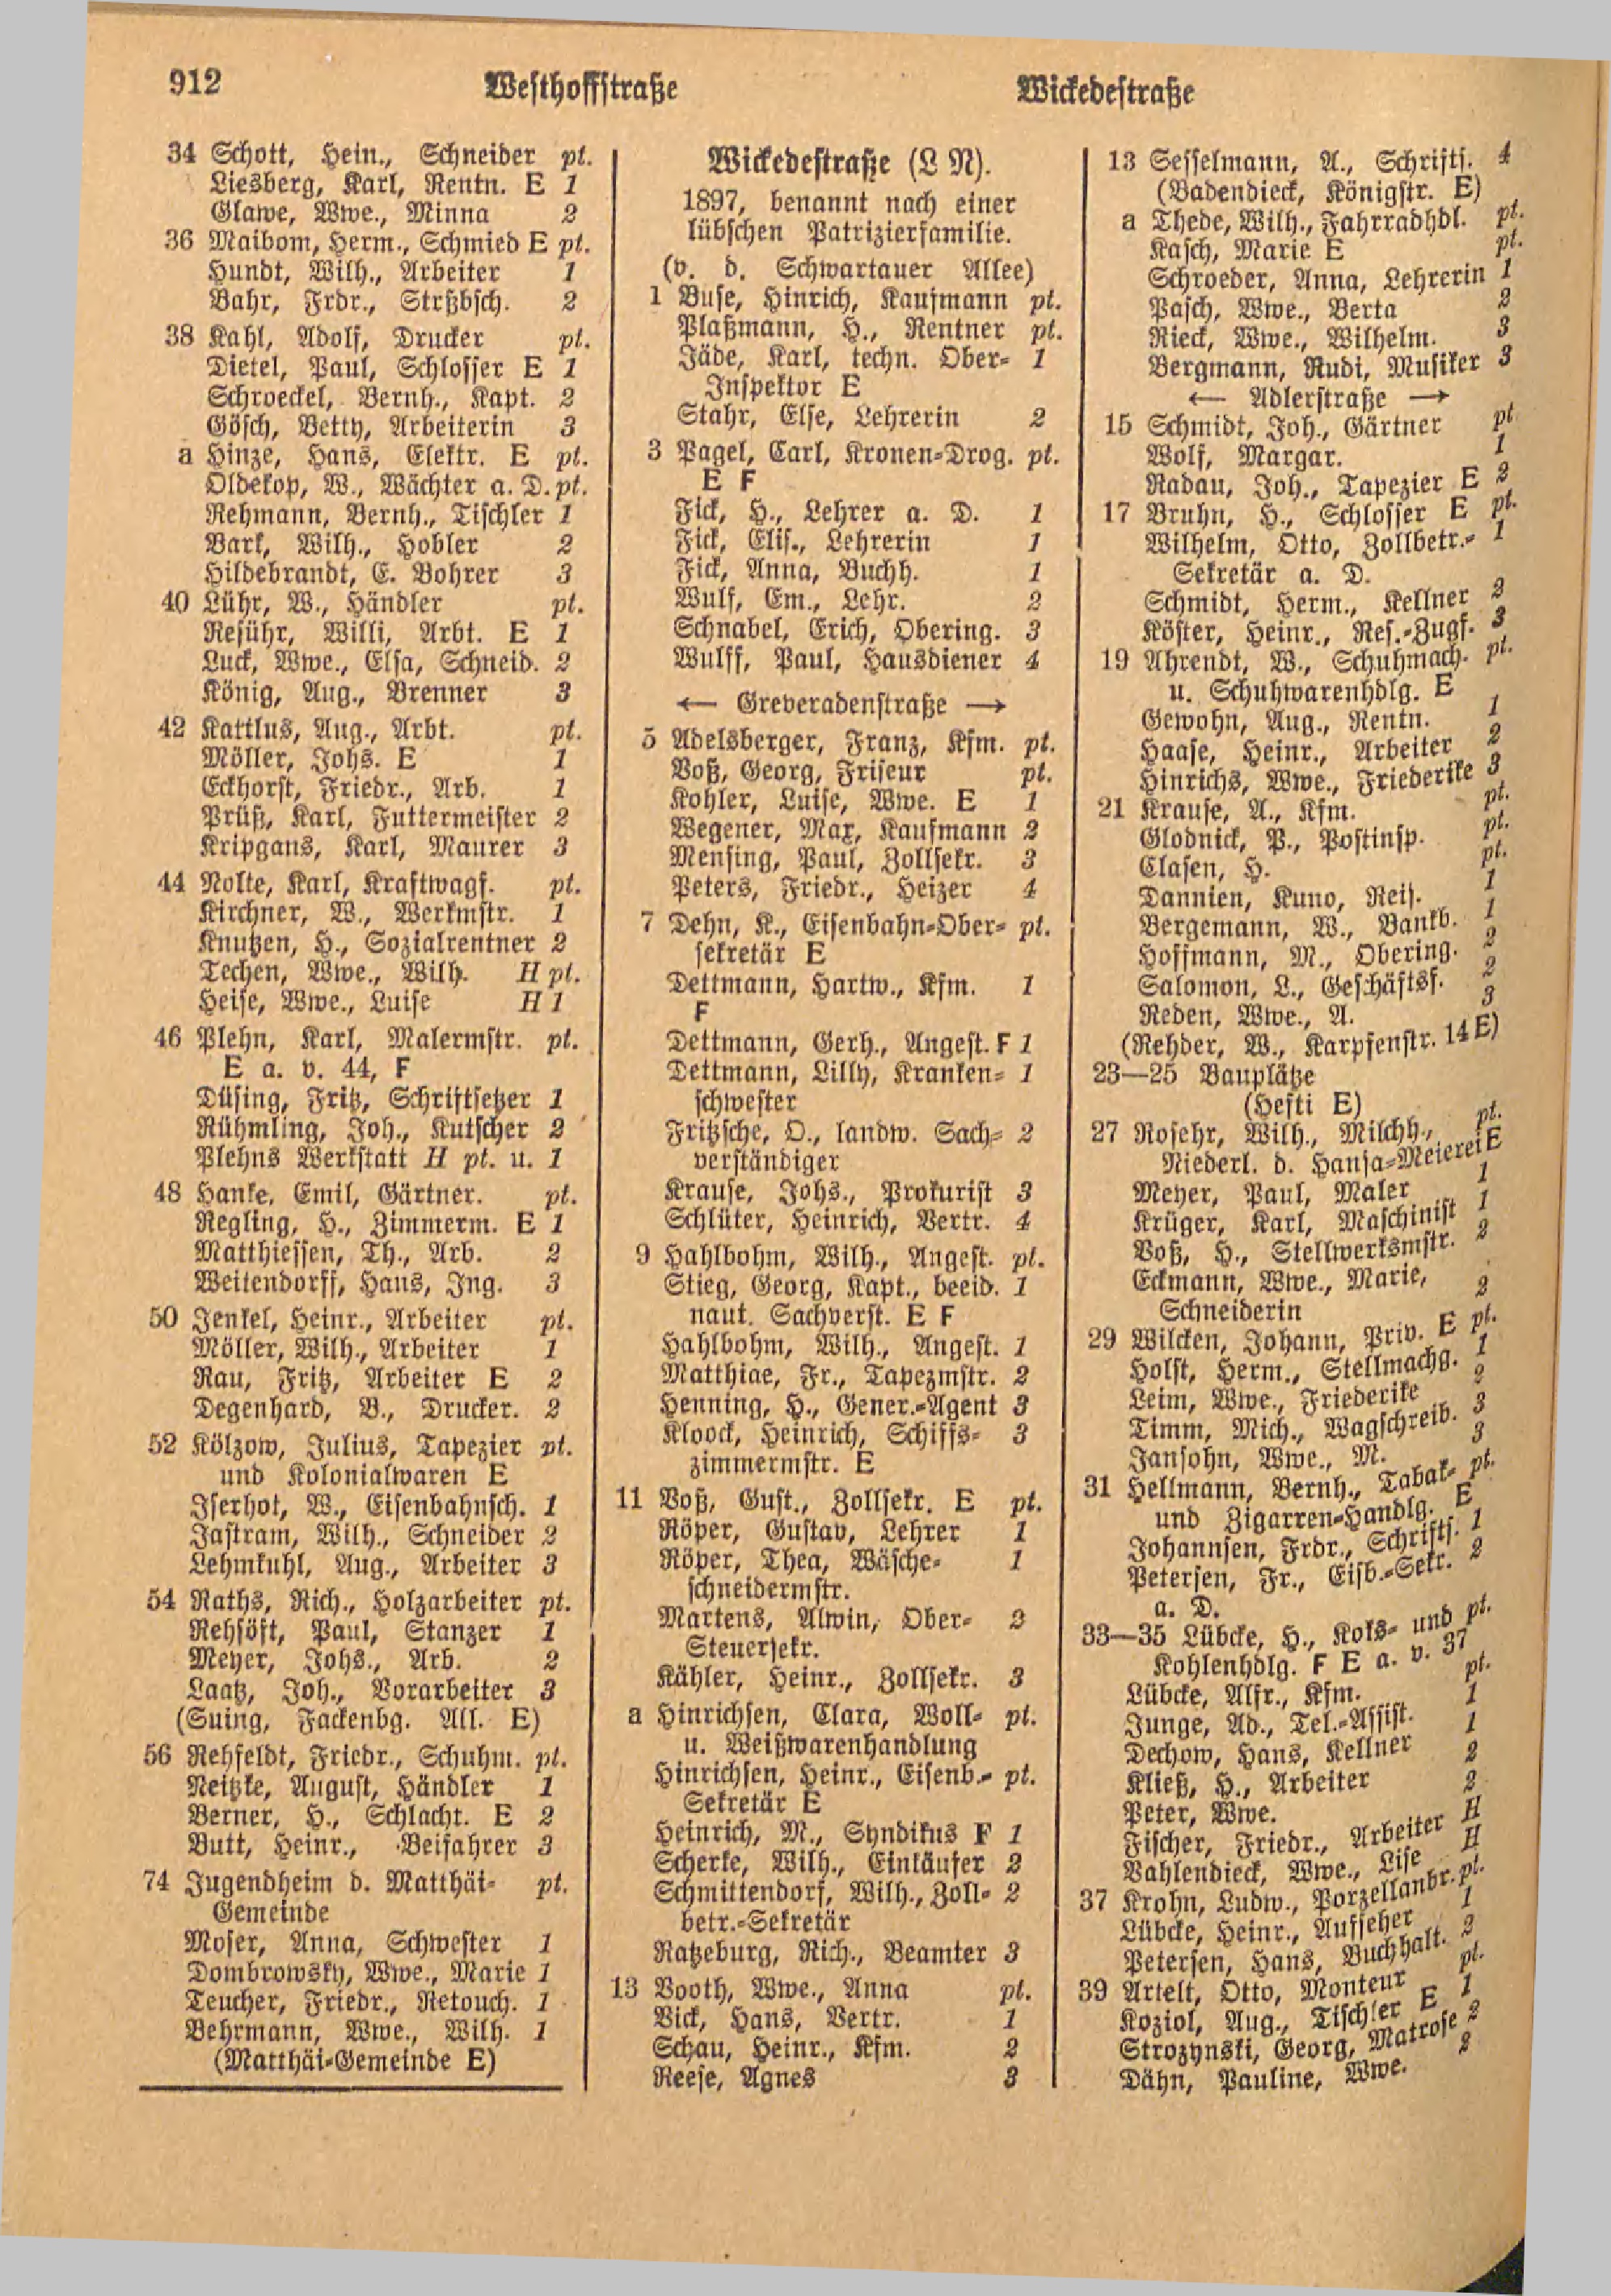 912 Westhoffstraße Wickedestraße
34 Schott, Hein., Schneider pt.
Liesberg, Karl, Rentn. E 1
Glawe, Wwe., Minna 2
36 Maibom, Herm., Schmied E pt.
Hundt, Wilh., Arbeiter 1
Bahr, Frdr., Strßbsch. 2
38 Kahl, Adolf, Drucker pt.
Dietel, Paul, Schlosser E 1
Schroeckel, Bernh., Kapt. 2
Gösch, Betty, Arbeiterin 3
a Hinze, Hans, Elektr. E pt.
Oldekop, W., Wächter a. D. pt.
Rehmann, Bernh., Tischler 1
Bark, Wilh., Hobler 2
Hildebrandt, E. Bohrer 3
40 Lühr, W., Händler pt.
Resühr, Willi, Arbt. E 1
Luck, Wwe., Elsa, Schneid. 2
König, Aug., Brenner 3
42 Kattlus, Aug., Arbt. pt.
Möller, Johs. E 1
Eckhorst, Friedr., Arb. 1
Prüß, Karl, Futtermeister 2
Kripgans, Karl, Maurer 3
44 Nolte, Karl, Kraftwagf. pt.
Kirchner, W., Werkmstr. 1
Knutzen, H., Sozialrentner 2
Techen, Wwe., Wilh. H pt.
Heise, Wwe., Luise H 1
46 Plehn, Karl, Malermstr. pt.
E a. v. 44, F
Düsing, Fritz, Schriftsetzer 1
Rühmling, Joh., Kutscher 2
Plehns Werkstatt H pt. u. 1
48 Hanke, Emil, Gärtner. pt.
Regling, H., Zimmerm. E 1
Matthiessen, Th., Arb. 2
Weitendorff, Hans, Ing. 3
50 Jenkel, Heinr., Arbeiter pt.
Möller, Wilh., Arbeiter 1
Rau, Fritz, Arbeiter E 2
Degenhard, B., Drucker. 2
52 Kölzow, Julius, Tapezier pt.
und Kolonialwaren E
Iserhot, W., Eisenbahnsch. 1
Jastram, Wilh., Schneider 2
Lehmkuhl, Aug., Arbeiter 3
54 Raths, Rich., Holzarbeiter pt.
Rehföft, Paul, Stanzer 1
Meyer, Johs., Arb. 2
Laatz, Joh., Vorarbeiter 3
(Suing, Fackenbg. All. E)
56 Rehfeldt, Friedr., Schuhm. pt.
Neitzke, August, Händler 1
Berner, H., Schlacht. E 2
Butt, Heinr., Beifahrer 3
74 Jugendheim d. Matthäi- pt.
Gemeinde
Moser, Anna, Schwester 1
Dombrowsky, Wwe., Marie 1
Teucher, Friedr., Retouch. 1
Behrmann, Wwe., Wilh. 1
(Matthäi-Gemeinde E)
Wickedestraße (L N).
1897, benannt nach einer
lübschen Patrizierfamilie.
(v. d. Schwartauer Allee)
1 Buse, Hinrich, Kaufmann pt.
Plaßmann, H., Rentner pt.
Jäde, Karl, techn. Ober- 1
Inspektor E
Stahr, Else, Lehrerin 2
3 Pagel, Carl, Kronen-Drog. pt.
E F
Fick, H., Lehrer a. D. 1
Fick, Elis., Lehrerin 1
Fick, Anna, Buchh. 1
Wulf, Em., Lehr. 2
Schnabel, Erich, Obering. 3
Wulff, Paul, Hausdiener 4
← Greveradenstraße →
5 Adelsberger, Franz, Kfm. pt.
Voß, Georg, Friseur pt.
Kohler, Luise, Wwe. E 1
Wegener, Max, Kaufmann 2
Mensing, Paul, Zollsekr. 3
Peters, Friedr., Heizer 4
7 Dehn, K., Eisenbahn-Ober- pt.
sekretär E
Dettmann, Hartw., Kfm. 1
F
Dettmann, Gerh., Angest. F 1
Dettmann, Lilly, Kranken- 1
schwester
Fritzsche, O., landw. Sach- 2
verständiger
Krause, Johs., Prokurist 3
Schlüter, Heinrich, Vertr. 4
9 Hahlbohm, Wilh., Angest. pt.
Stieg, Georg, Kapt., beeid. 1
naut. Sachverst. E F
Hahlbohm, Wilh., Angest. 1
Matthiae, Fr., Tapezmstr. 2
Henning, H., Gener.-Agent 3
Kloock, Heinrich, Schiffs- 3
zimmermstr. E
11 Voß, Gust., Zollsekr. E pt.
Röper, Gustav, Lehrer 1
Röper, Thea, Wäsche- 1
schneidermstr.
Martens, Alwin, Ober- 2
Steuersekr.
Kähler, Heinr., Zollsekr. 3
a Hinrichsen, Clara, Woll- pt.
u. Weißwarenhandlung
Hinrichsen, Heinr., Eisenb.- pt.
Sekretär E
Heinrich, M., Syndikus F 1
Scherke, Wilh., Einkäufer 2
Schmittendorf, Wilh., Zoll- 2
betr.-Sekretär
Ratzeburg, Rich., Beamter 3
13 Vooth, Wwe., Anna pt.
Vick, Hans, Vertr. 1
Schau, Heinr., Kfm. 2
Reese, Agnes 3
13 Sesselmann, A., Schrifts. 4
(Badendieck, Königstr. E)
a Thede, Wilh., Fahrradhdl. pt.
Kasch, Marie E pt.
Schroeder, Anna, Lehrerin 1
Pasch, Wwe., Berta 2
Rieck, Wwe., Wilhelm. 3
Bergmann, Rudi, Musiker 3
← Adlerstraße →
15 Schmidt, Joh., Gärtner pt
Wolf, Margar. 1
Radau, Joh., Tapezier E 2
17 Bruhn, H., Schlosser E pt.
Wilhelm, Otto, Zollbetr.- 1
Sekretär a. D.
Schmidt, Herm., Kellner 2
Köster, Heinr., Res.-Zugf. 3
19 Ahrendt, W., Schuhmach. pt.
u. Schuhwarenhdlg. E
Gewohn, Aug., Rentn. 1
Haase, Heinr., Arbeiter 2
Hinrichs, Wwe., Friederike 3
21 Krause, A., Kfm. pt.
Glodnick, P., Postinsp. pt.
Clasen, H. pt.
Dannien, Kuno, Reis. 1
Bergemann, W., Bankb. 1
Hoffmann, M., Obering. 2
Salomon, L., Geschäftsf. 2
Reden, Wwe., A. 3
(Rehder, W., Karpfenstr. 14 E)
23—25 Bauplätze
(Hesti E)
27 Rosehr, Wilh., Milchh., pt.
Niederl. d. Hansa-Meierei E
Meyer, Paul, Maler 1
Krüger, Karl, Maschinist 1
Voß, H., Stellwerksmstr. 2
Eckmann, Wwe., Marie, 2
Schneiderin
29 Wilcken, Johann, Priv. E pt.
Holst, Herm., Stellmachg. 1
Leim, Wwe., Friederike 2
Timm, Mich., Wagschreib. 3
Jansohn, Wwe., M. 3
31 Hellmann, Bernh., Tabak- pt.
und Zigarren-Handlg. E
Johannsen, Frdr., Schrifts. 1
Petersen, Fr., Eisb.-Sekr. 2
a. D.
33—35 Lübcke, H., Koks- und pt.
Kohlenhdlg. F E a. v. 37
Lübcke, Alfr., Kfm. pt.
Junge, Ad., Tel.-Assist. 1
Dechow, Hans, Kellner 1
Kließ, H., Arbeiter 2
Peter, Wwe. 2
Fischer, Friedr., Arbeiter H
Vahlendieck, Wwe., Lise H
37 Krohn, Ludw., Porzellanbr. pt.
Lübcke, Heinr., Aufseher 1
Petersen, Hans, Buchhalt. 2
39 Artelt, Otto, Monteur pt.
Koziol, Aug., Tischler E 1
Strozynski, Georg, Matrose 2
Dähn, Pauline, Wwe. 2